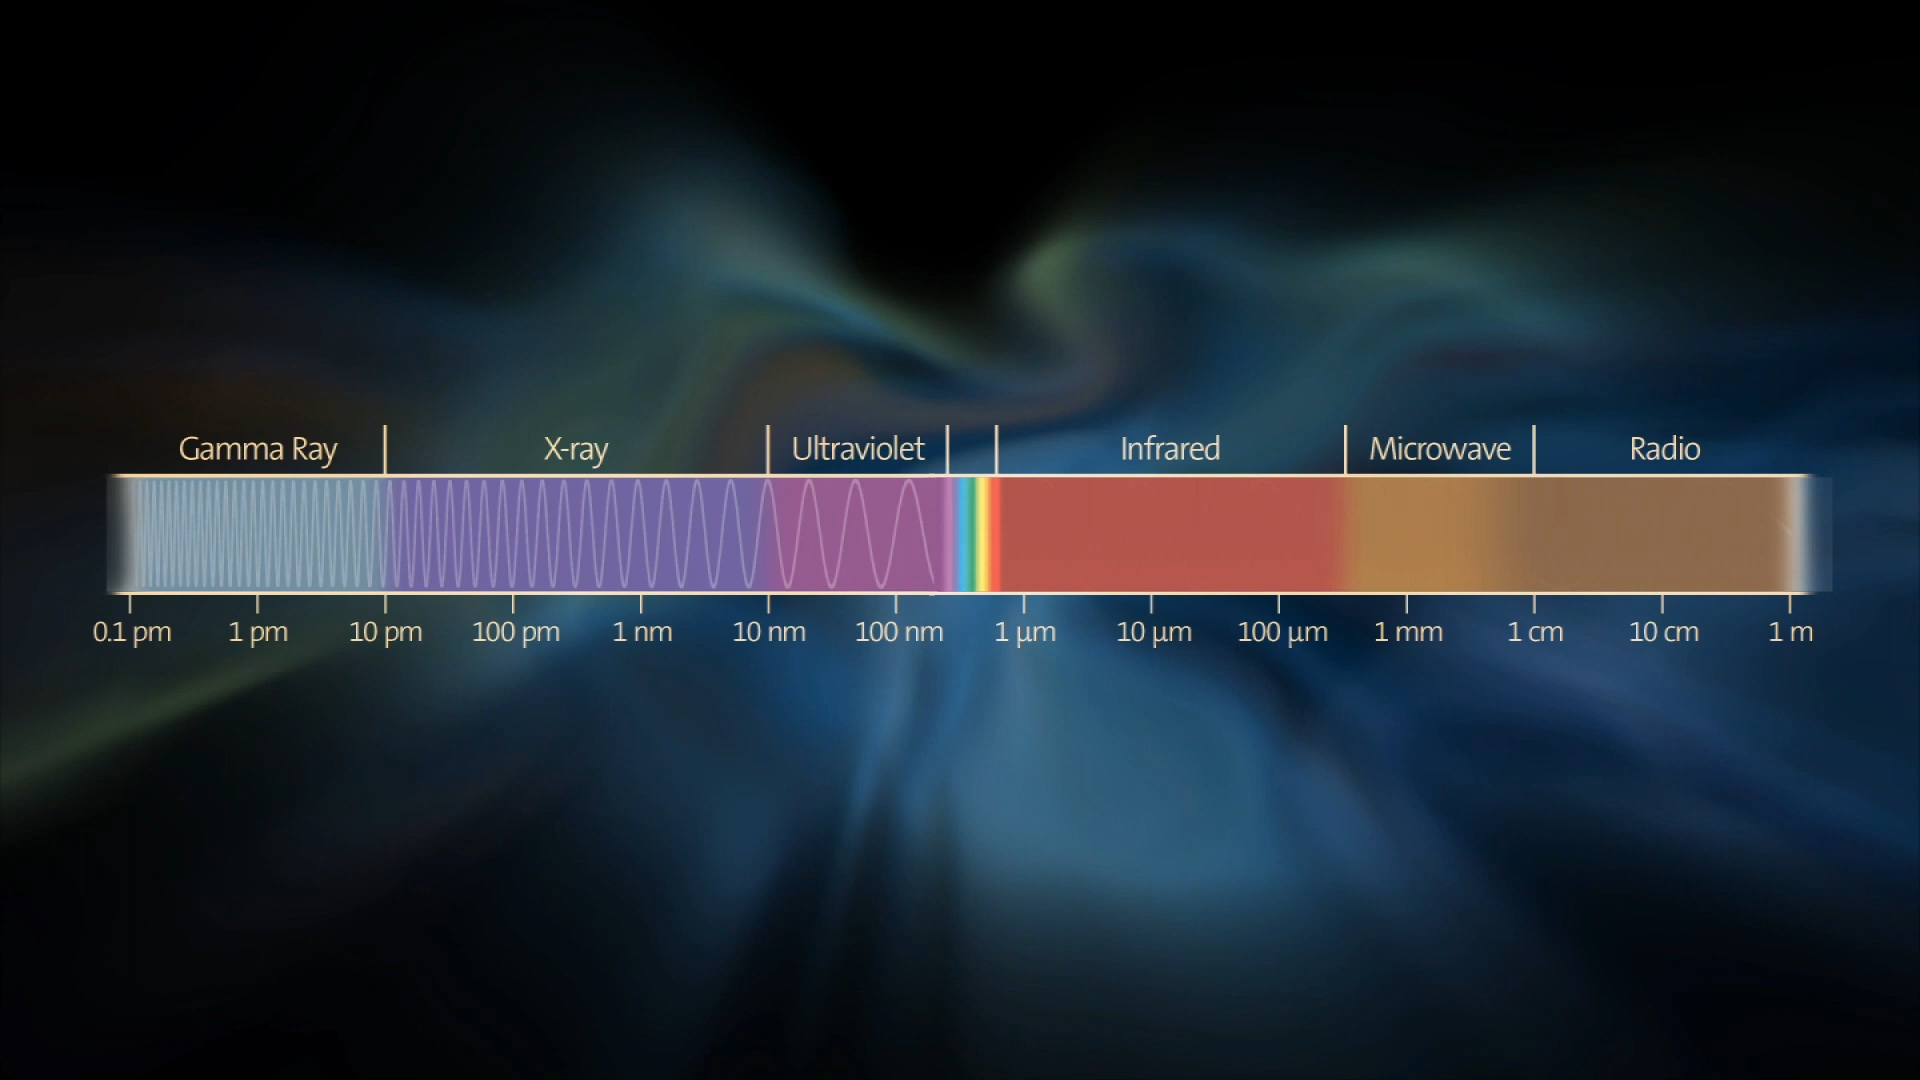 Gamma Ray X-ray Ultraviolet Infrared Microwave Radio
0.1 pm 1 pm 10 pm 100 pm 1 nm 10 nm 100 nm 1 µm 10 µm 100 µm 1 mm 1 cm 10 cm 1 m